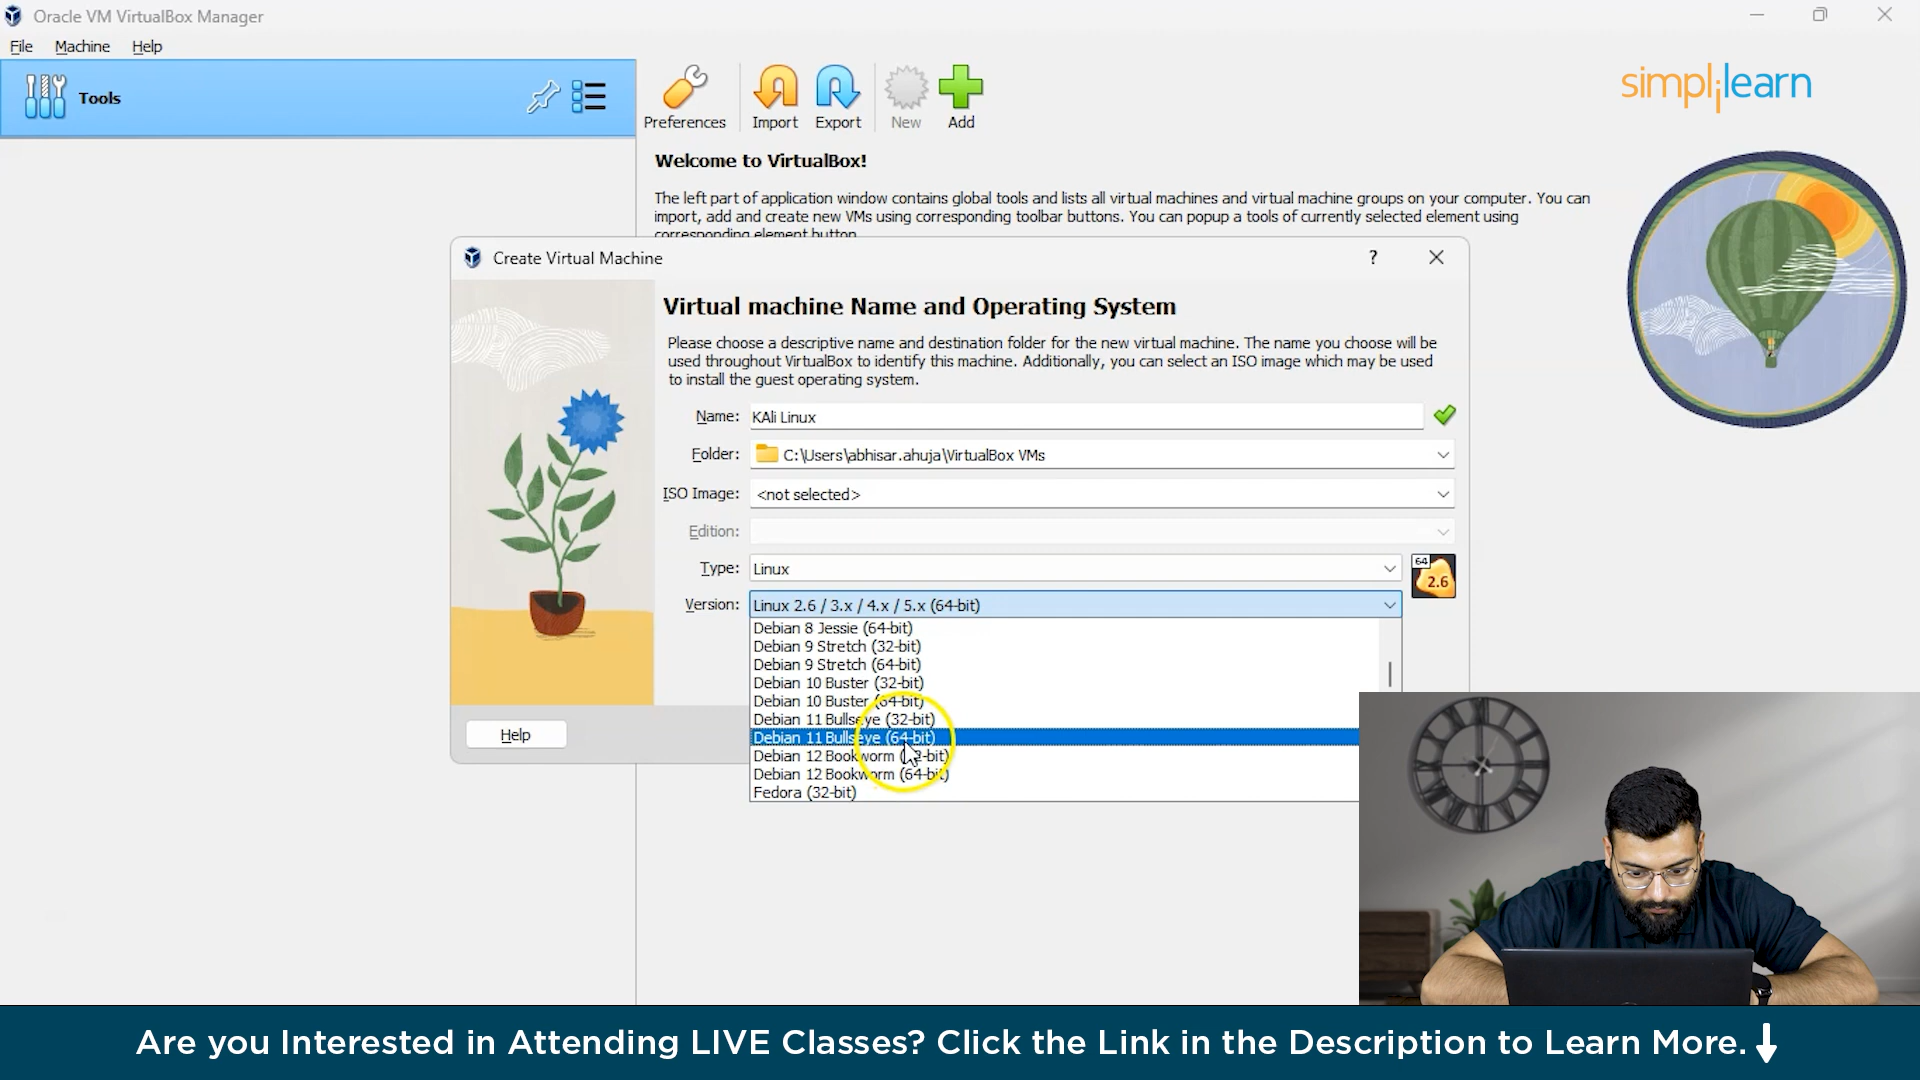 Oracle VM VirtualBox Manager
File Machine Help
Tools
Preferences
Import
Export
New
Add
simplilearn
Welcome to VirtualBox!
The left part of application window contains global tools and lists all virtual machines and virtual machine groups on your computer. You can
import, add and create new VMs using corresponding toolbar buttons. You can popup a tools of currently selected element using
corresponding element button.
Create Virtual Machine
?
Virtual machine Name and Operating System
Please choose a descriptive name and destination folder for the new virtual machine. The name you choose will be
used throughout VirtualBox to identify this machine. Additionally, you can select an ISO image which may be used
to install the guest operating system.
Name: KAli Linux
Folder: C:\Users\abhisar.ahuja\VirtualBox VMs
ISO Image: <not selected>
Edition:
Type: Linux
64
2.6
Version: Linux 2.6 / 3.x / 4.x / 5.x (64-bit)
Debian 8 Jessie (64-bit)
Debian 9 Stretch (32-bit)
Debian 9 Stretch (64-bit)
Debian 10 Buster (32-bit)
Debian 10 Buster (64-bit)
Debian 11 Bullseye (32-bit)
Debian 11 Bullseye (64-bit)
Debian 12 Bookworm (32-bit)
Debian 12 Bookworm (64-bit)
Fedora (32-bit)
Help
Are you Interested in Attending LIVE Classes? Click the Link in the Description to Learn More.